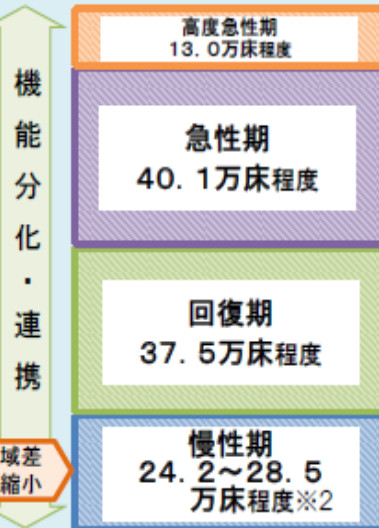 高度急性期
13.0万床程度
機能分化・連携
急性期
40.1万床程度
回復期
37.5万床程度
慢性期
24.2～28.5
万床程度※2
域差
縮小